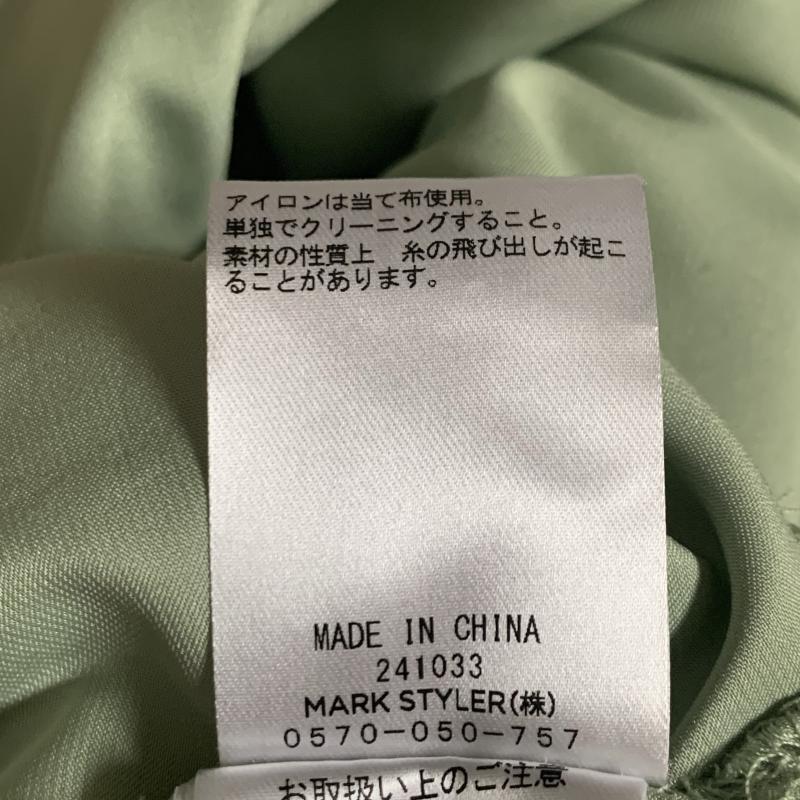 アイロンは当て布使用。
単独でクリーニングすること。
素材の性質上　糸の飛び出しが起こ
ることがあります。
MADE IN CHINA
241033
MARK STYLER(株)
0570-050-757
お取扱い上のご注意